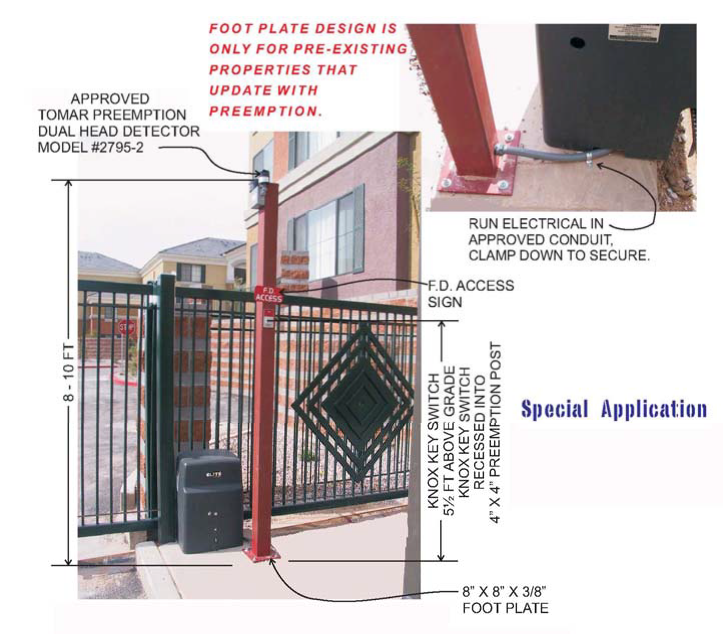 FOOT PLATE DESIGN IS
ONLY FOR PRE-EXISTING
PROPERTIES THAT
UPDATE WITH
PREEMPTION.
APPROVED
TOMAR PREEMPTION
DUAL HEAD DETECTOR
MODEL #2795-2
RUN ELECTRICAL IN
APPROVED CONDUIT,
CLAMP DOWN TO SECURE.
F.D. ACCESS
SIGN
F.D.
ACCESS
STOP
8 - 10 FT
KNOX KEY SWITCH
5½ FT ABOVE GRADE
KNOX KEY SWITCH
RECESSED INTO
4" X 4" PREEMPTION POST
Special Application
ELITE
8" X 8" X 3/8"
FOOT PLATE